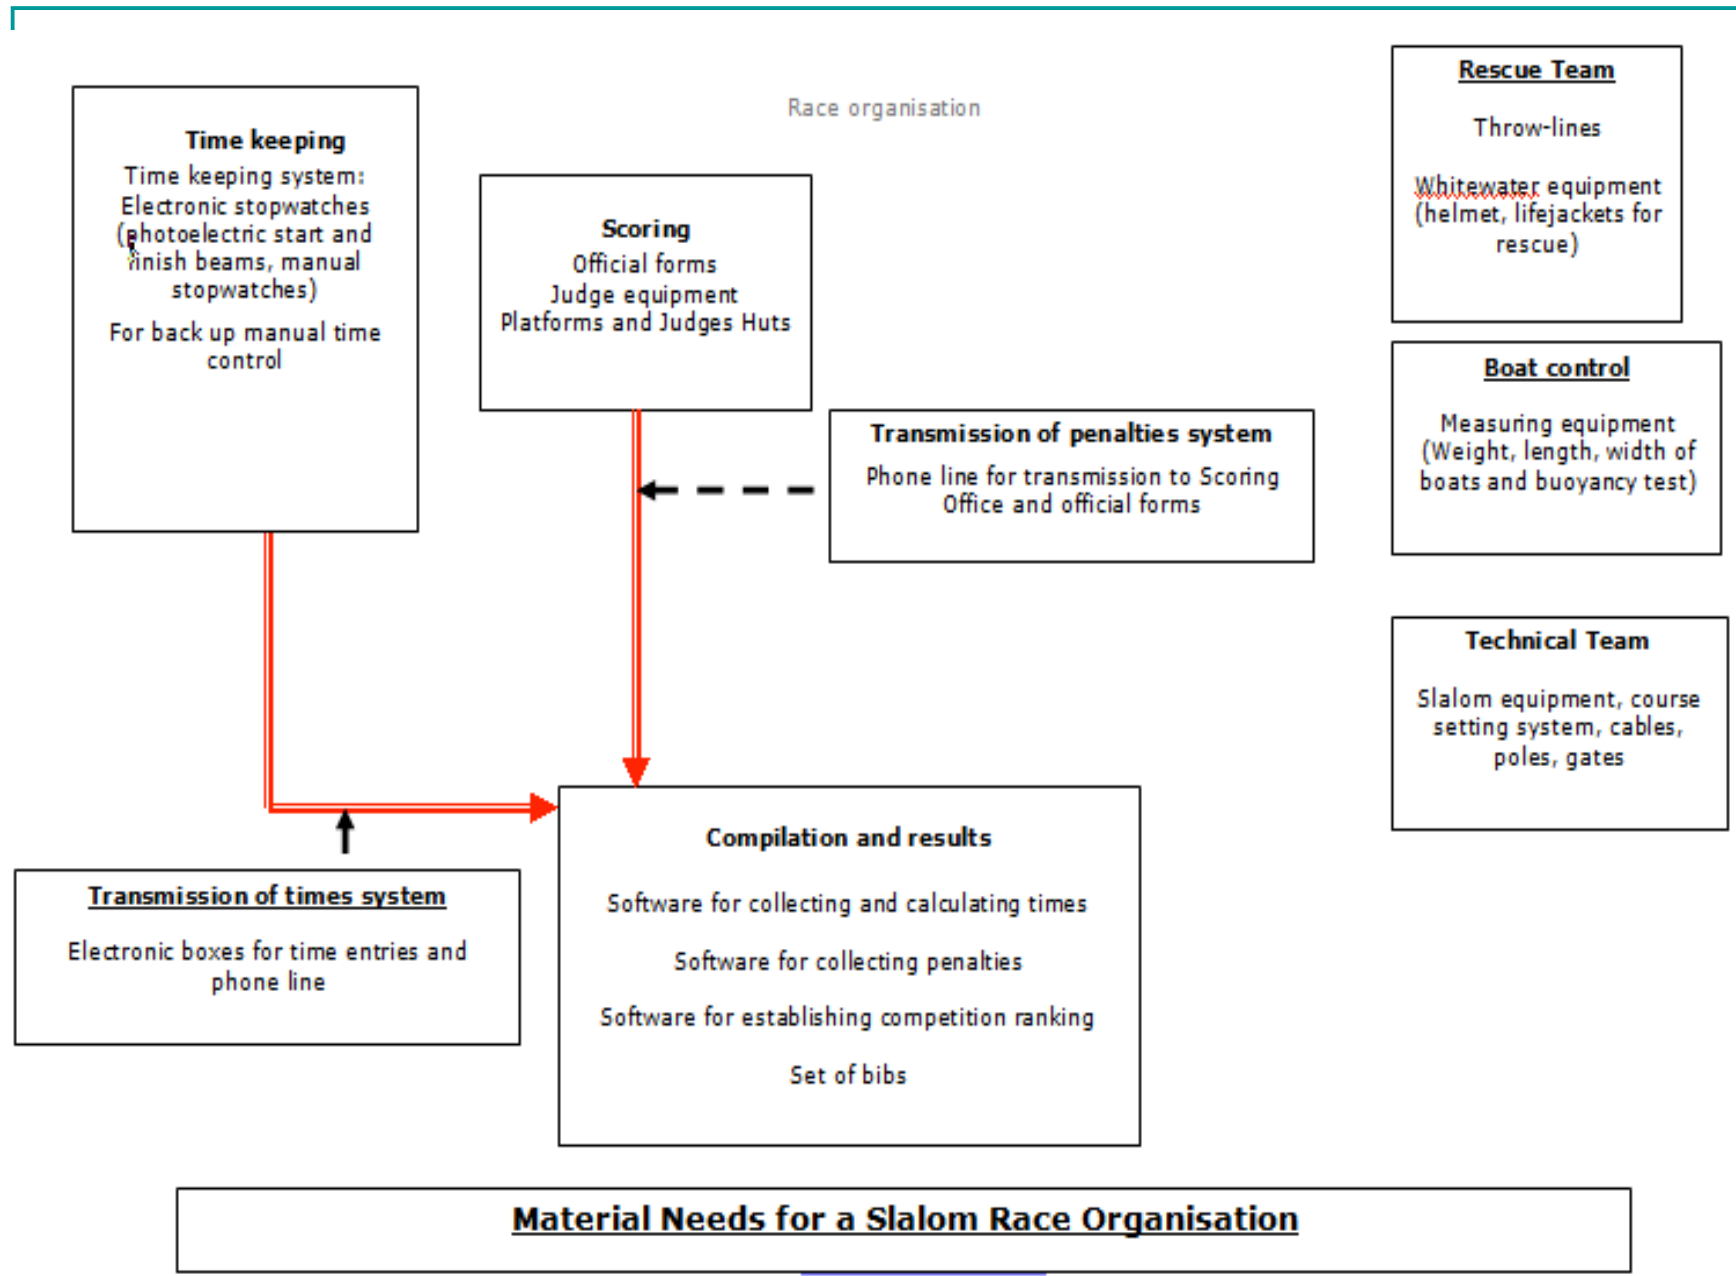 Race organisation
Time keeping
Time keeping system:
Electronic stopwatches
(photoelectric start and
finish beams, manual
stopwatches)
For back up manual time
control
Scoring
Official forms
Judge equipment
Platforms and Judges Huts
Transmission of penalties system
Phone line for transmission to Scoring
Office and official forms
Rescue Team
Throw-lines
Whitewater equipment
(helmet, lifejackets for
rescue)
Boat control
Measuring equipment
(Weight, length, width of
boats and buoyancy test)
Technical Team
Slalom equipment, course
setting system, cables,
poles, gates
Transmission of times system
Electronic boxes for time entries and
phone line
Compilation and results
Software for collecting and calculating times
Software for collecting penalties
Software for establishing competition ranking
Set of bibs
Material Needs for a Slalom Race Organisation